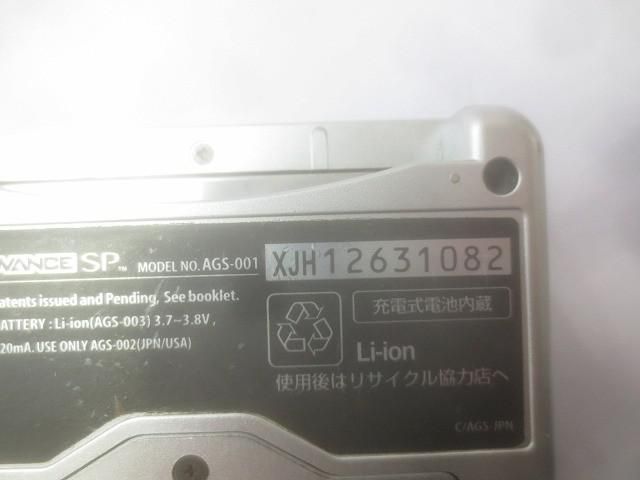 VANCE SP™ MODEL NO. AGS-001 XJH12631082
atents issued and Pending, See booklet.
ATTERY : Li-ion(AGS-003) 3.7~3.8V,
20mA. USE ONLY AGS-002(JPN/USA)
充電式電池内蔵
Li-ion
使用後はリサイクル協力店へ
C/AGS-JPN